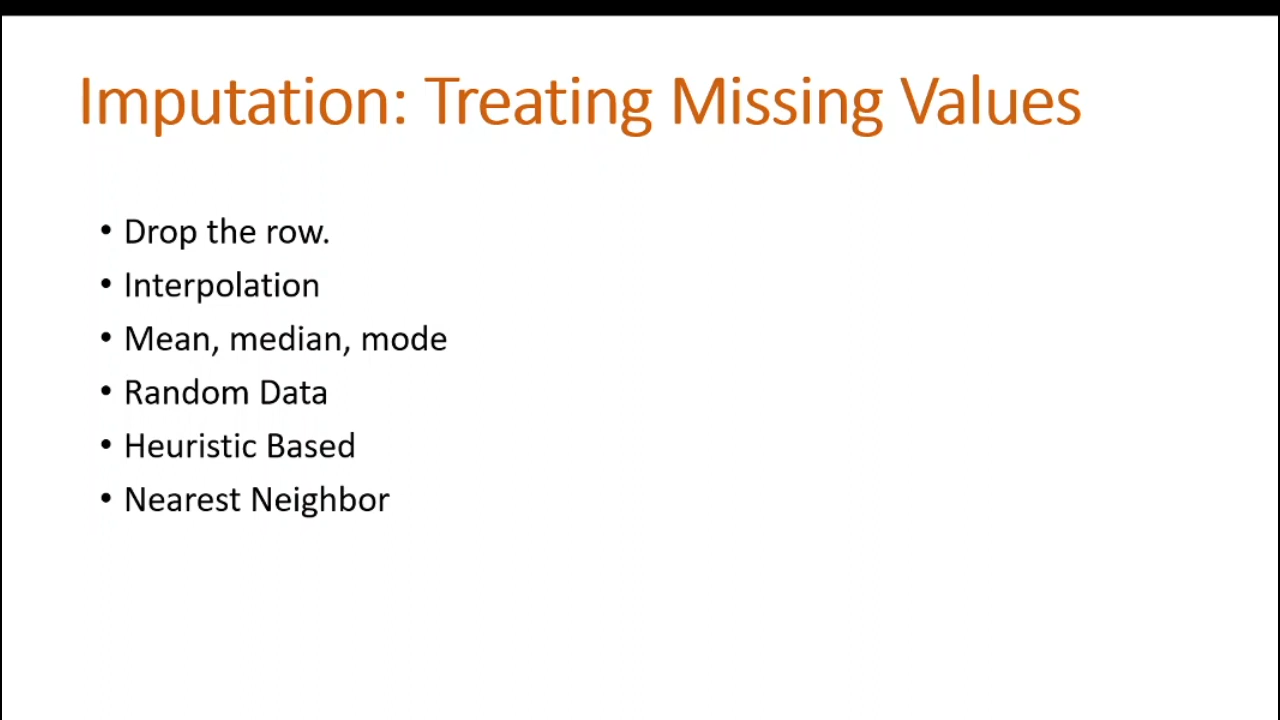 Imputation: Treating Missing Values
• Drop the row.
• Interpolation
• Mean, median, mode
• Random Data
• Heuristic Based
• Nearest Neighbor